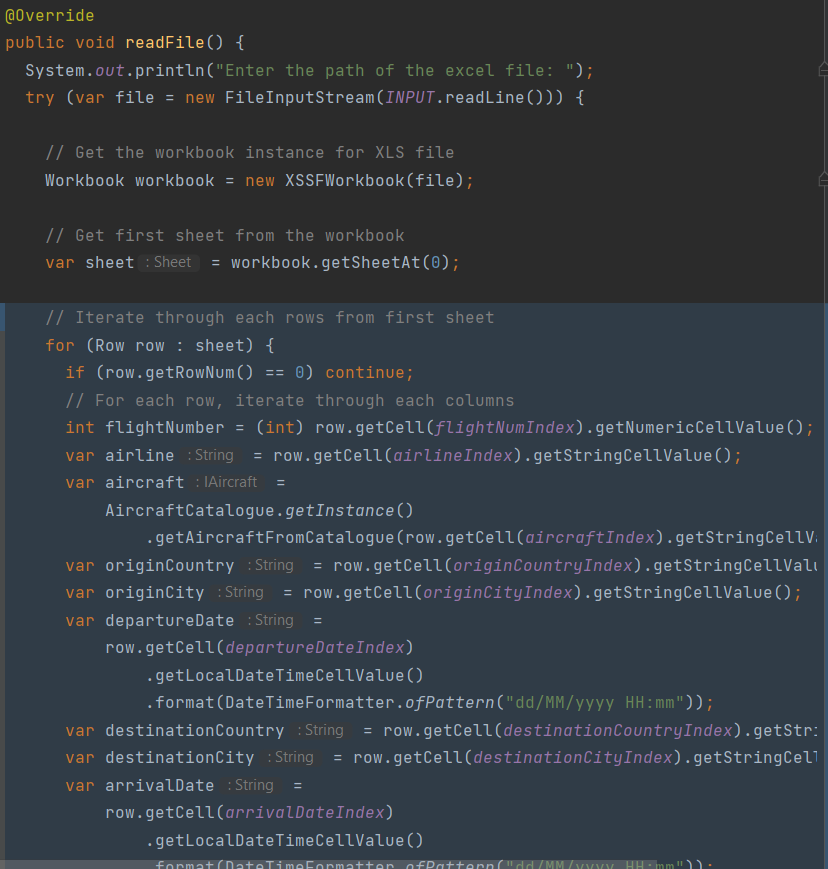 @Override
public void readFile() {
System.out.println("Enter the path of the excel file: ");
try (var file = new FileInputStream(INPUT.readLine())) {
// Get the workbook instance for XLS file
Workbook workbook = new XSSFWorkbook(file);
// Get first sheet from the workbook
var sheet : Sheet = workbook.getSheetAt(0);
// Iterate through each rows from first sheet
for (Row row : sheet) {
if (row.getRowNum() == 0) continue;
// For each row, iterate through each columns
int flightNumber = (int) row.getCell(flightNumIndex).getNumericCellValue();
var airline : String = row.getCell(airlineIndex).getStringCellValue();
var aircraft : IAircraft =
AircraftCatalogue.getInstance()
.getAircraftFromCatalogue(row.getCell(aircraftIndex).getStringCellV
var originCountry : String = row.getCell(originCountryIndex).getStringCellValu
var originCity : String = row.getCell(originCityIndex).getStringCellValue();
var departureDate : String =
row.getCell(departureDateIndex)
.getLocalDateTimeCellValue()
.format(DateTimeFormatter.ofPattern("dd/MM/yyyy HH:mm"));
var destinationCountry : String = row.getCell(destinationCountryIndex).getStri
var destinationCity : String = row.getCell(destinationCityIndex).getStringCell
var arrivalDate : String =
row.getCell(arrivalDateIndex)
.getLocalDateTimeCellValue()
.format(DateTimeFormatter.ofPattern("dd/MM/yyyy HH:mm"));